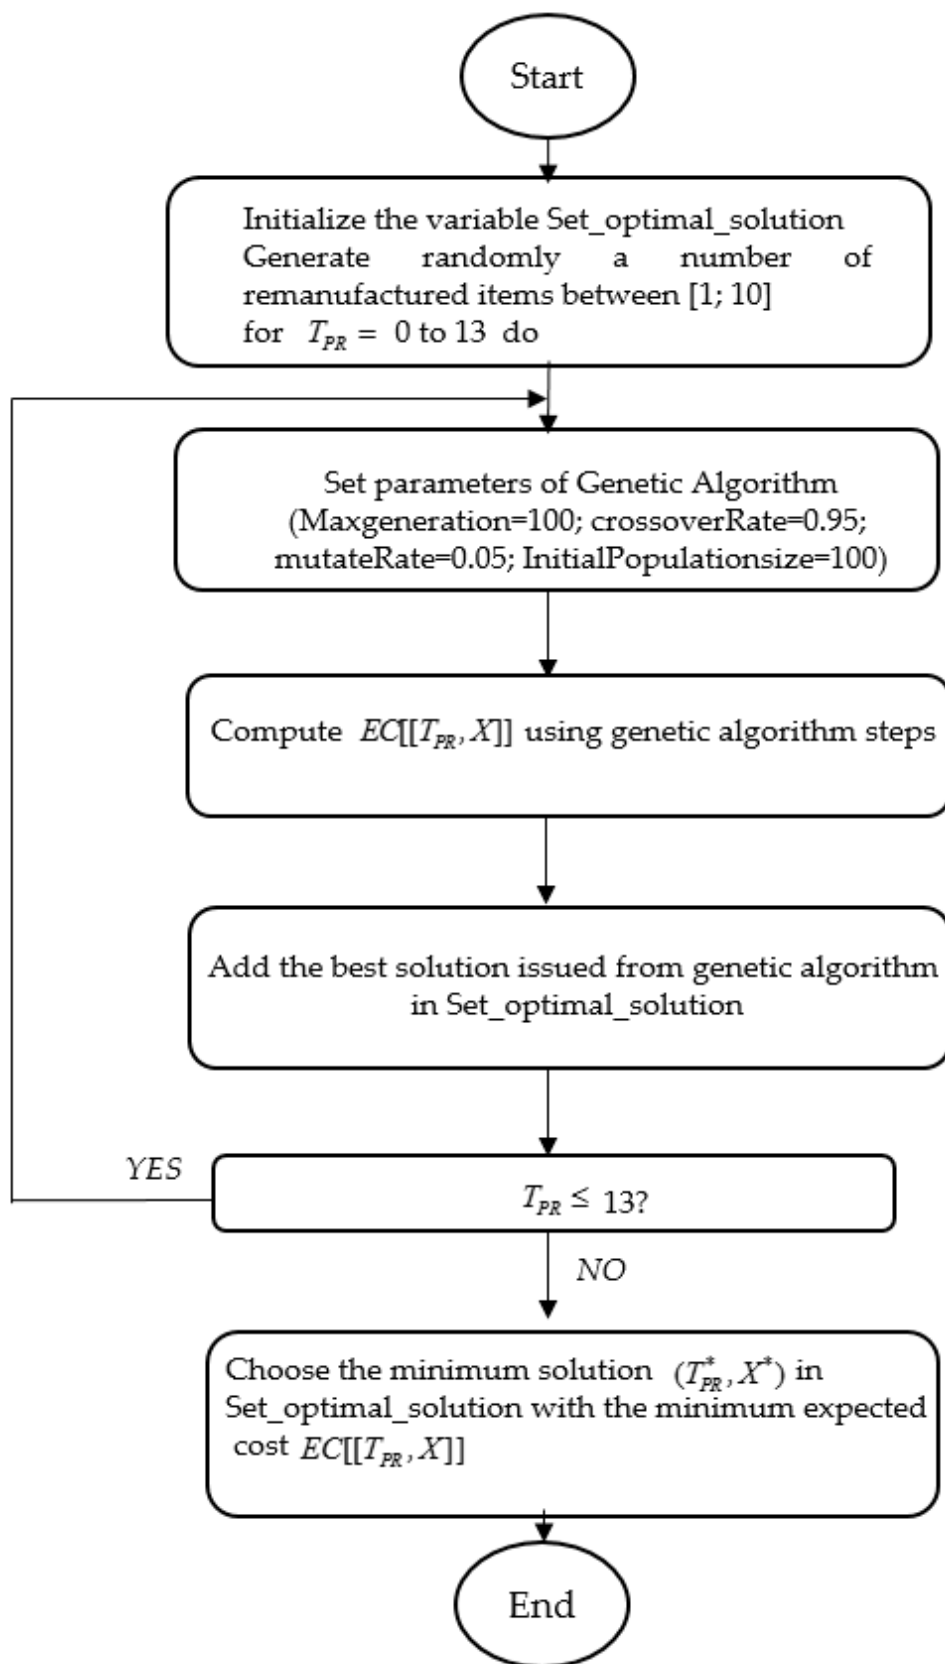 Start
Initialize the variable Set_optimal_solution
Generate randomly a number of
remanufactured items between [1; 10]
for T_PR = 0 to 13 do
Set parameters of Genetic Algorithm
(Maxgeneration=100; crossoverRate=0.95;
mutateRate=0.05; InitialPopulationsize=100)
Compute EC[[T_PR, X]] using genetic algorithm steps
Add the best solution issued from genetic algorithm
in Set_optimal_solution
YES
T_PR ≤ 13?
NO
Choose the minimum solution (T*_PR, X*) in
Set_optimal_solution with the minimum expected
cost EC[[T_PR, X]]
End